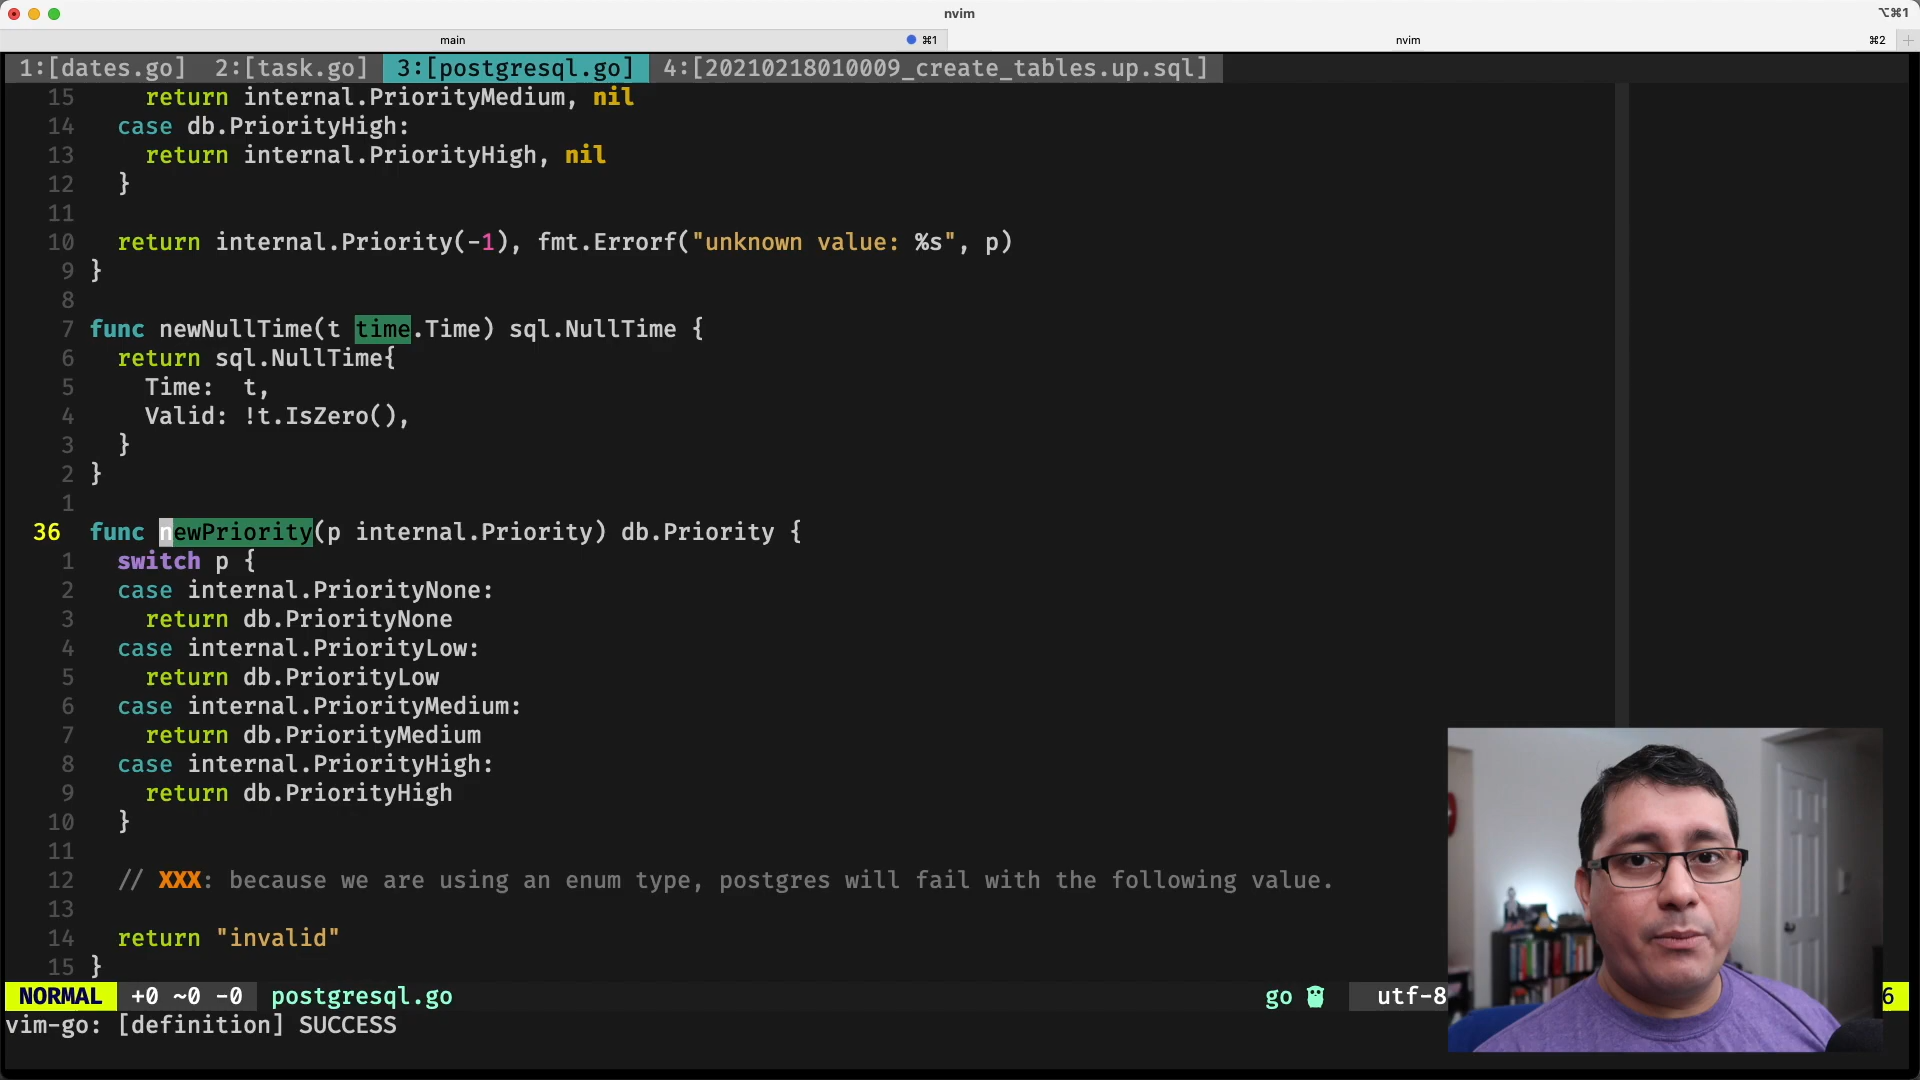 nvim
⌥⌘1
main ⌘1 nvim ⌘2 +
1:[dates.go] 2:[task.go] 3:[postgresql.go] 4:[20210218010009_create_tables.up.sql]
15 return internal.PriorityMedium, nil
14 case db.PriorityHigh:
13 return internal.PriorityHigh, nil
12 }
11
10 return internal.Priority(-1), fmt.Errorf("unknown value: %s", p)
9 }
8
7 func newNullTime(t time.Time) sql.NullTime {
6 return sql.NullTime{
5 Time: t,
4 Valid: !t.IsZero(),
3 }
2 }
1
36 func newPriority(p internal.Priority) db.Priority {
1 switch p {
2 case internal.PriorityNone:
3 return db.PriorityNone
4 case internal.PriorityLow:
5 return db.PriorityLow
6 case internal.PriorityMedium:
7 return db.PriorityMedium
8 case internal.PriorityHigh:
9 return db.PriorityHigh
10 }
11
12 // XXX: because we are using an enum type, postgres will fail with the following value.
13
14 return "invalid"
15 }
NORMAL +0 ~0 -0 postgresql.go go utf-8 6
vim-go: [definition] SUCCESS